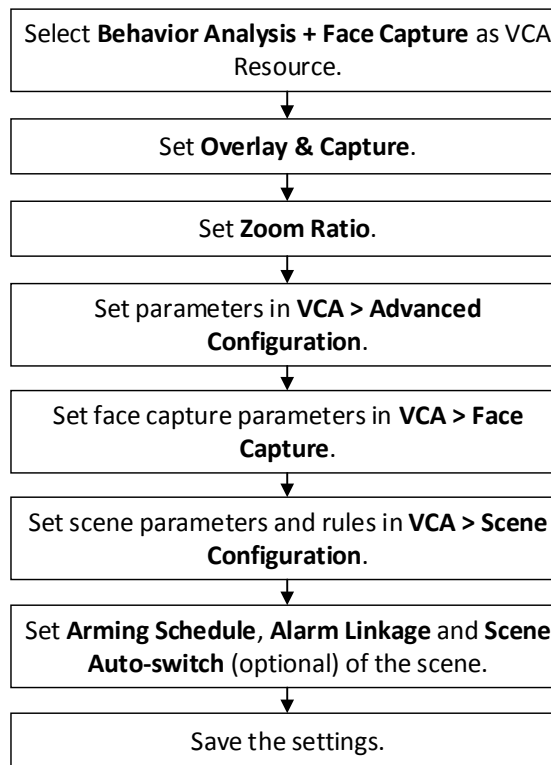 Select Behavior Analysis + Face Capture as VCA
Resource.
Set Overlay & Capture.
Set Zoom Ratio.
Set parameters in VCA > Advanced
Configuration.
Set face capture parameters in VCA > Face
Capture.
Set scene parameters and rules in VCA > Scene
Configuration.
Set Arming Schedule, Alarm Linkage and Scene
Auto-switch (optional) of the scene.
Save the settings.